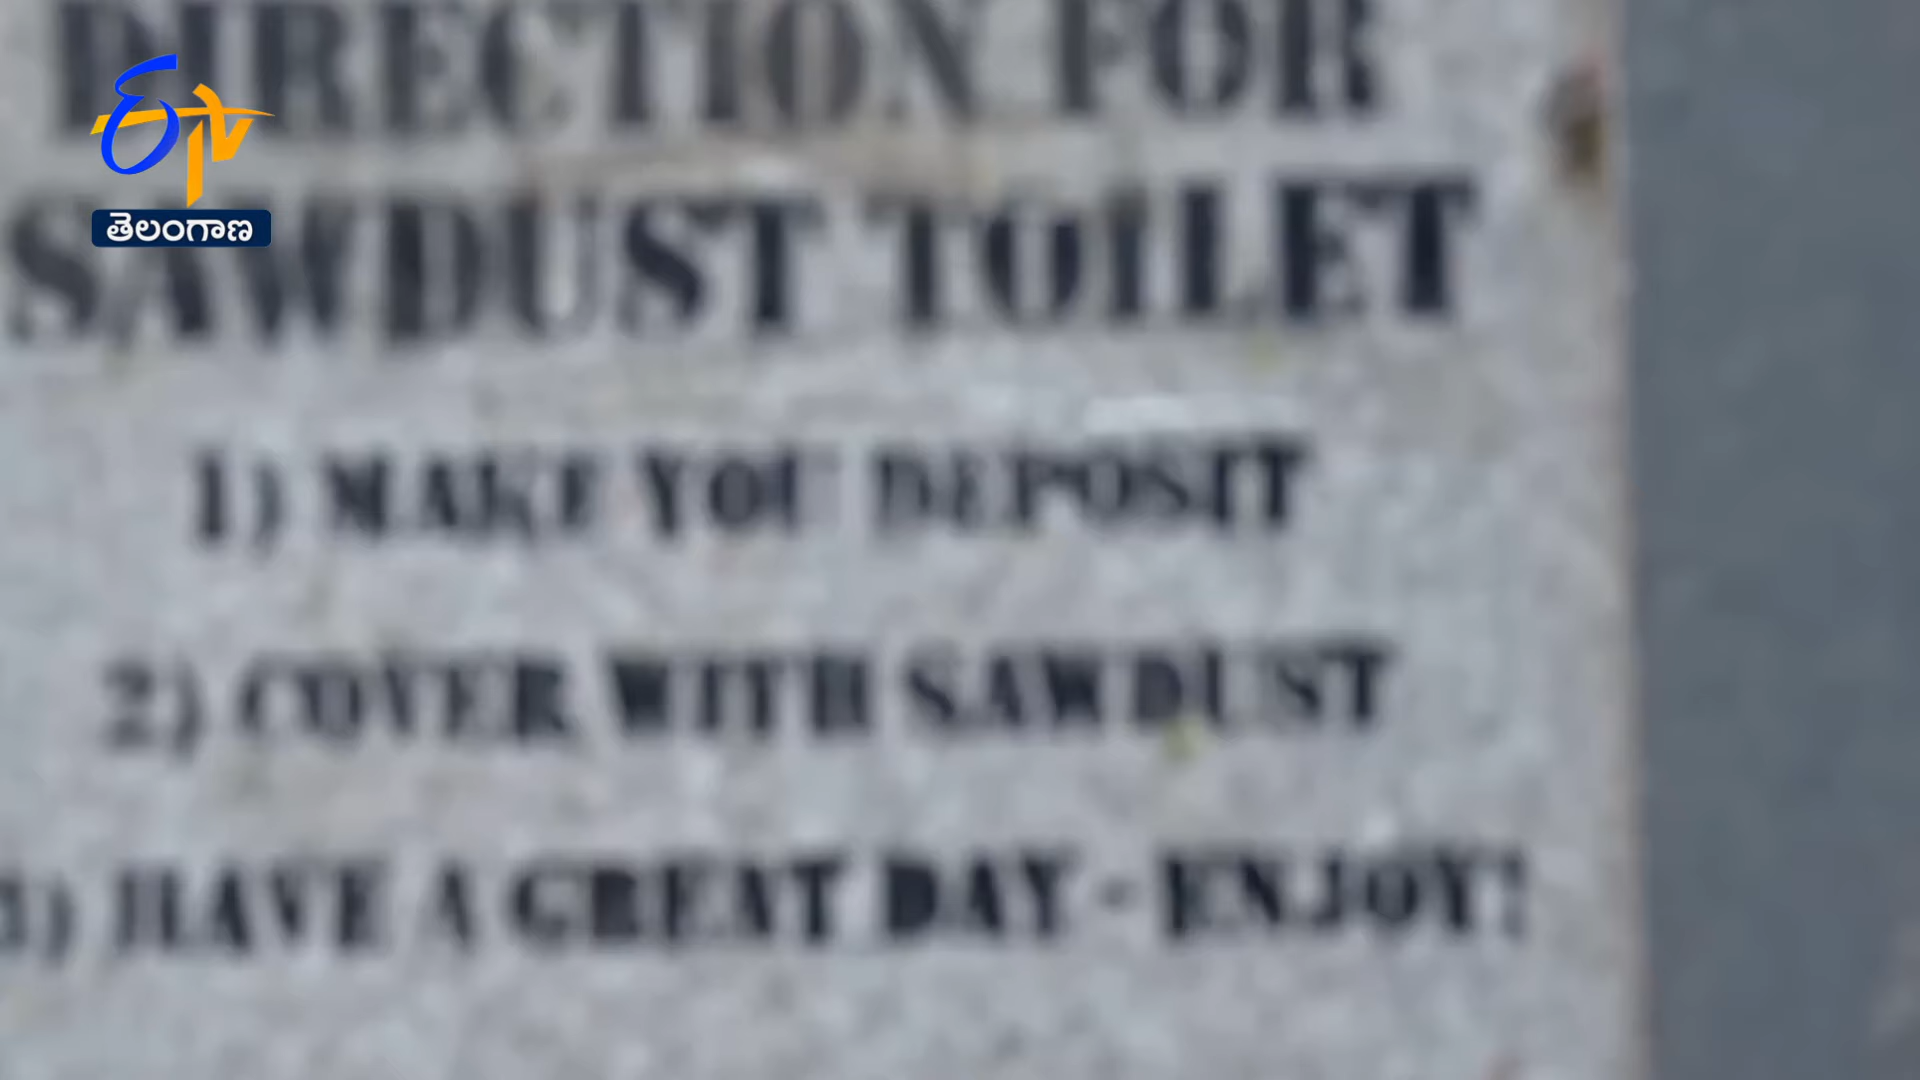 DIRECTION FOR
ETV
తెలంగాణ
SAWDUST TOILET
1) MAKE YOU DEPOSIT
2) COVER WITH SAWDUST
3) HAVE A GREAT DAY - ENJOY!